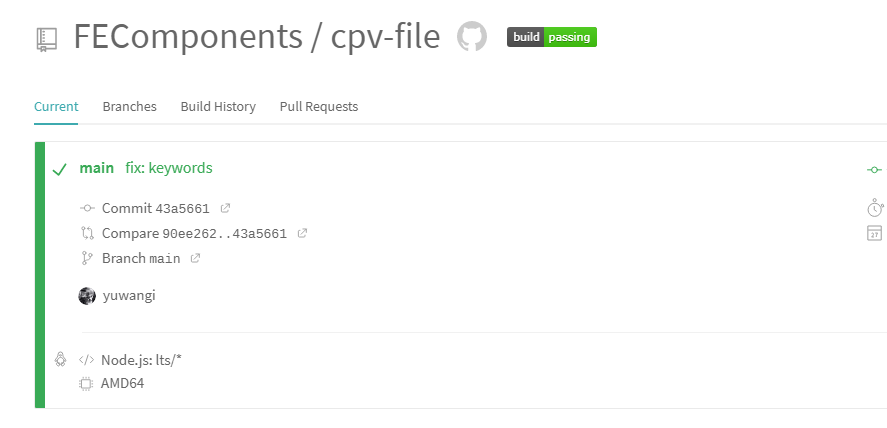 FEComponents / cpv-file build passing
Current Branches Build History Pull Requests
main fix: keywords
Commit 43a5661
Compare 90ee262..43a5661
Branch main
27
yuwangi
</> Node.js: lts/*
AMD64